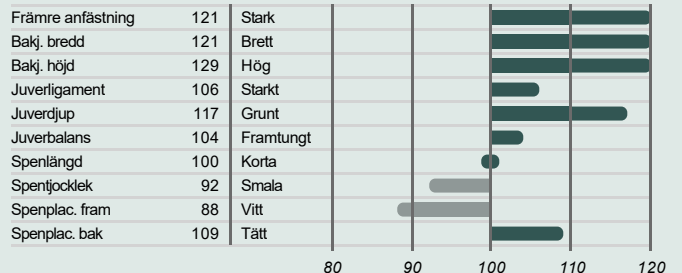 Främre anfästning 121 Stark
Bakj. bredd 121 Brett
Bakj. höjd 129 Hög
Juverligament 106 Starkt
Juverdjup 117 Grunt
Juverbalans 104 Framtungt
Spenlängd 100 Korta
Spentjocklek 92 Smala
Spenplac. fram 88 Vitt
Spenplac. bak 109 Tätt
80 90 100 110 120